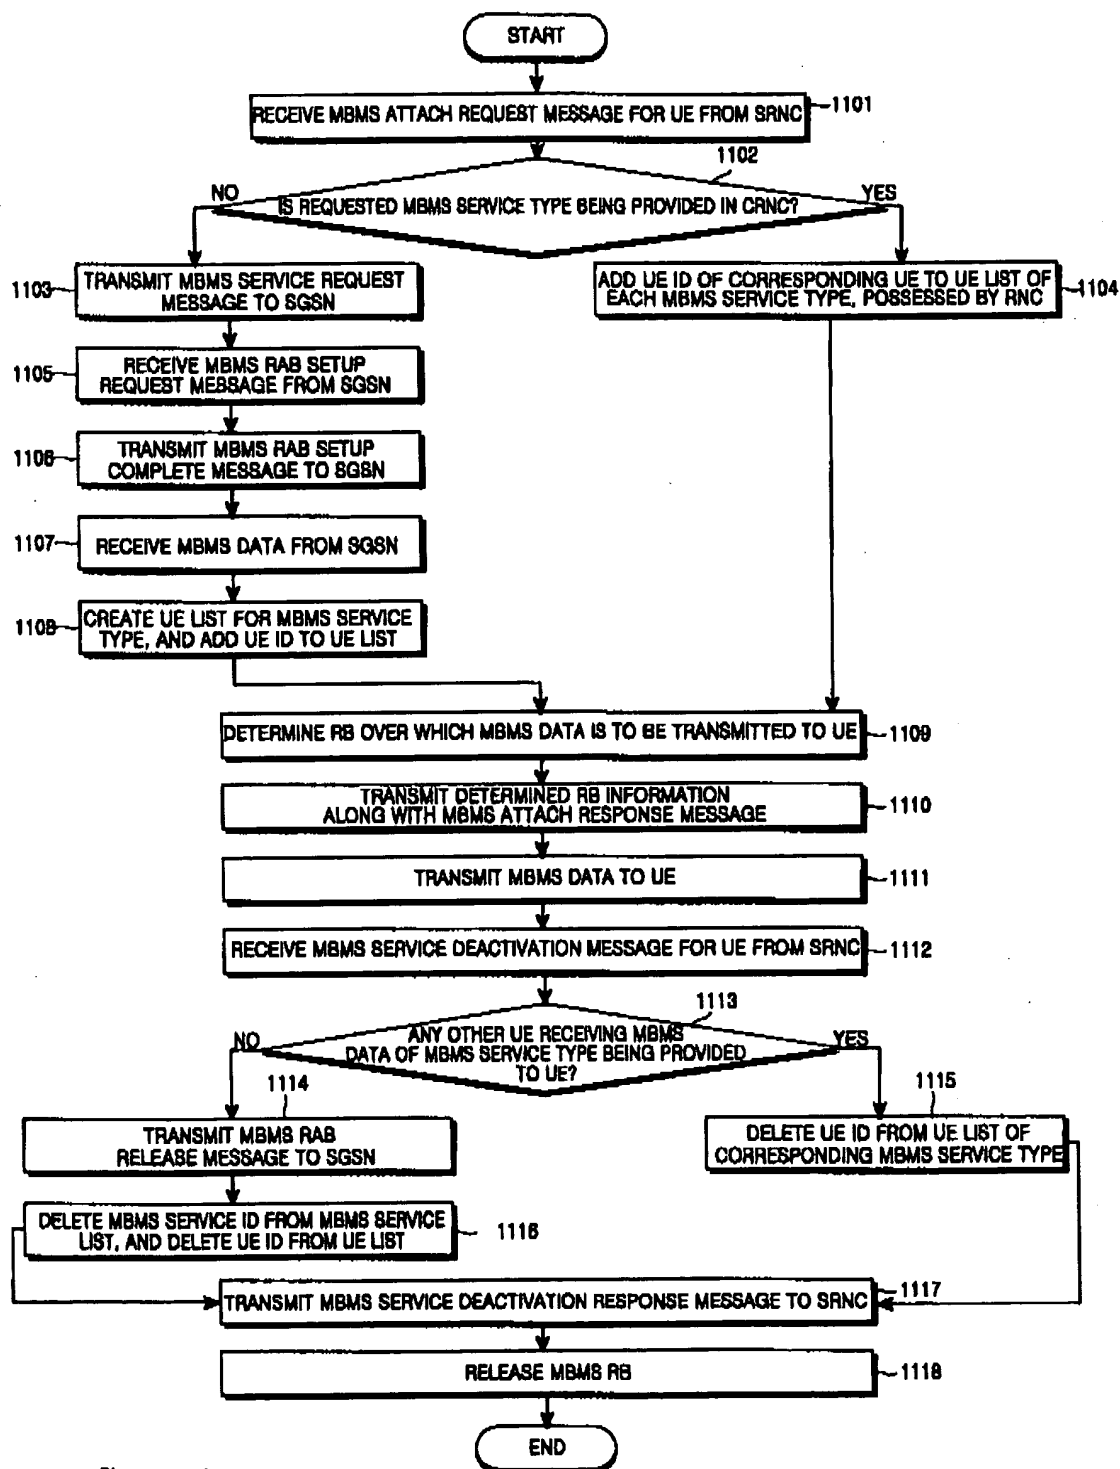 START
RECEIVE MBMS ATTACH REQUEST MESSAGE FOR UE FROM SRNC
1101
1102
NO
IS REQUESTED MBMS SERVICE TYPE BEING PROVIDED IN CRNC?
YES
1103
TRANSMIT MBMS SERVICE REQUEST
MESSAGE TO SGSN
ADD UE ID OF CORRESPONDING UE TO UE LIST OF
EACH MBMS SERVICE TYPE, POSSESSED BY RNC
1104
1105
RECEIVE MBMS RAB SETUP
REQUEST MESSAGE FROM SGSN
1106
TRANSMIT MBMS RAB SETUP
COMPLETE MESSAGE TO SGSN
1107
RECEIVE MBMS DATA FROM SGSN
1108
CREATE UE LIST FOR MBMS SERVICE
TYPE, AND ADD UE ID TO UE LIST
DETERMINE RB OVER WHICH MBMS DATA IS TO BE TRANSMITTED TO UE
1109
TRANSMIT DETERMINED RB INFORMATION
ALONG WITH MBMS ATTACH RESPONSE MESSAGE
1110
TRANSMIT MBMS DATA TO UE
1111
RECEIVE MBMS SERVICE DEACTIVATION MESSAGE FOR UE FROM SRNC
1112
1113
NO
ANY OTHER UE RECEIVING MBMS
DATA OF MBMS SERVICE TYPE BEING PROVIDED
TO UE?
YES
1114
TRANSMIT MBMS RAB
RELEASE MESSAGE TO SGSN
1115
DELETE UE ID FROM UE LIST OF
CORRESPONDING MBMS SERVICE TYPE
DELETE MBMS SERVICE ID FROM MBMS SERVICE
LIST, AND DELETE UE ID FROM UE LIST
1116
TRANSMIT MBMS SERVICE DEACTIVATION RESPONSE MESSAGE TO SRNC
1117
RELEASE MBMS RB
1118
END